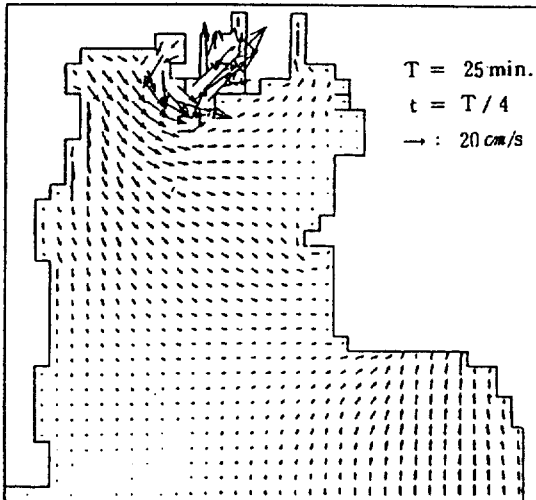 T = 25 min.
t = T / 4
→ : 20 cm/s